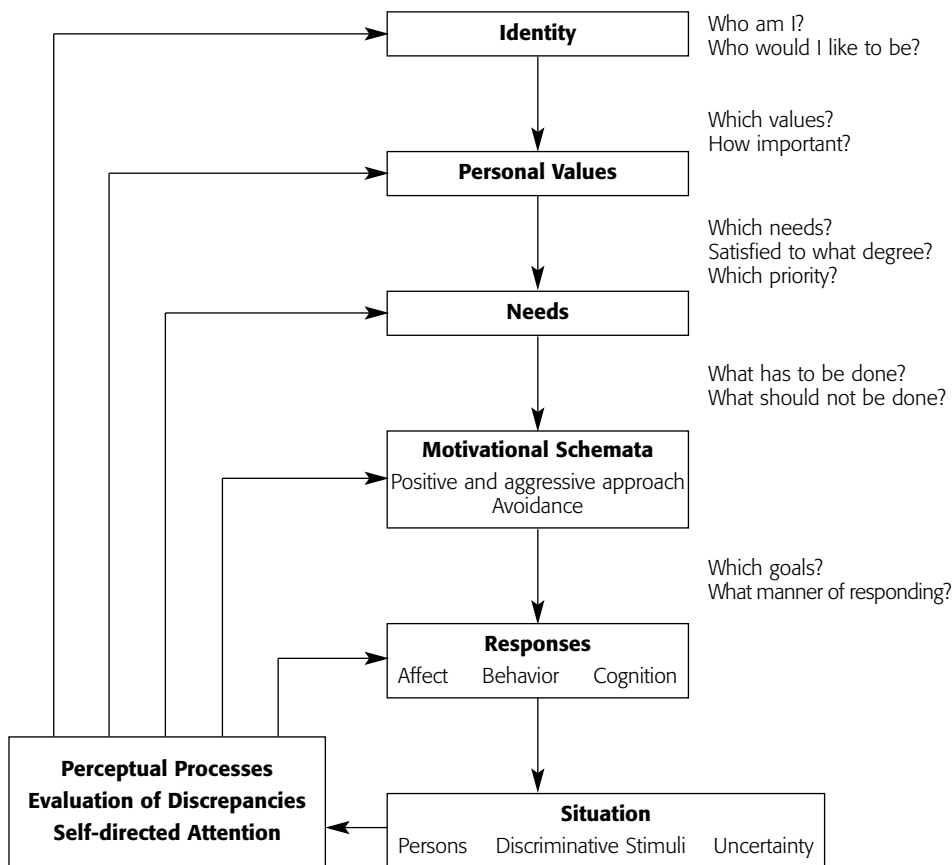 Identity
Who am I?
Who would I like to be?
Which values?
How important?
Personal Values
Which needs?
Satisfied to what degree?
Which priority?
Needs
What has to be done?
What should not be done?
Motivational Schemata
Positive and aggressive approach
Avoidance
Which goals?
What manner of responding?
Responses
Affect Behavior Cognition
Perceptual Processes
Evaluation of Discrepancies
Self-directed Attention
Situation
Persons Discriminative Stimuli Uncertainty